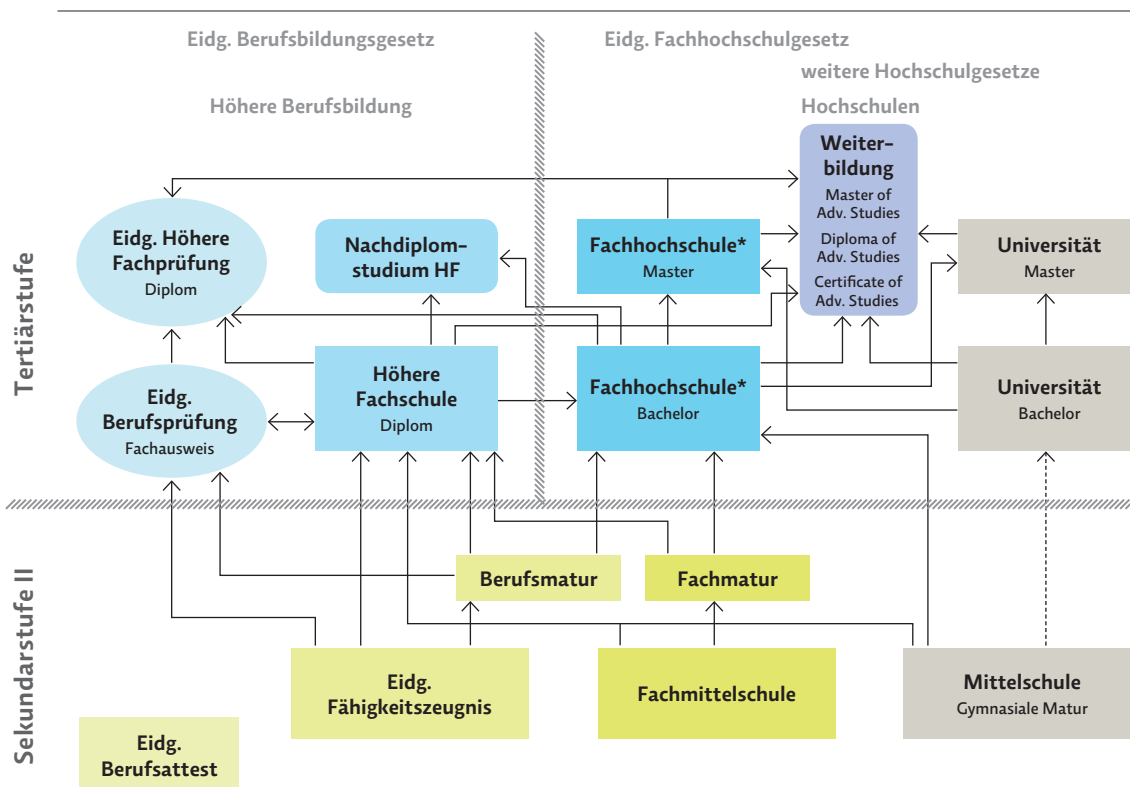 Eidg. Berufsbildungsgesetz
Eidg. Fachhochschulgesetz
weitere Hochschulgesetze
Höhere Berufsbildung
Hochschulen
Tertiärstufe
Weiter-
bildung
Master of
Adv. Studies
Diploma of
Adv. Studies
Certificate of
Adv. Studies
Eidg. Höhere
Fachprüfung
Diplom
Nachdiplom-
studium HF
Fachhochschule*
Master
Universität
Master
Eidg.
Berufsprüfung
Fachausweis
Höhere
Fachschule
Diplom
Fachhochschule*
Bachelor
Universität
Bachelor
Sekundarstufe II
Berufsmatur
Fachmatur
Eidg.
Fähigkeitszeugnis
Fachmittelschule
Mittelschule
Gymnasiale Matur
Eidg.
Berufsattest